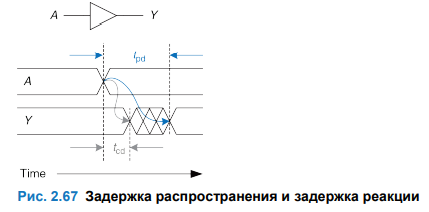 A Y
tpd
A
Y
tcd
Time
Рис. 2.67 Задержка распространения и задержка реакции